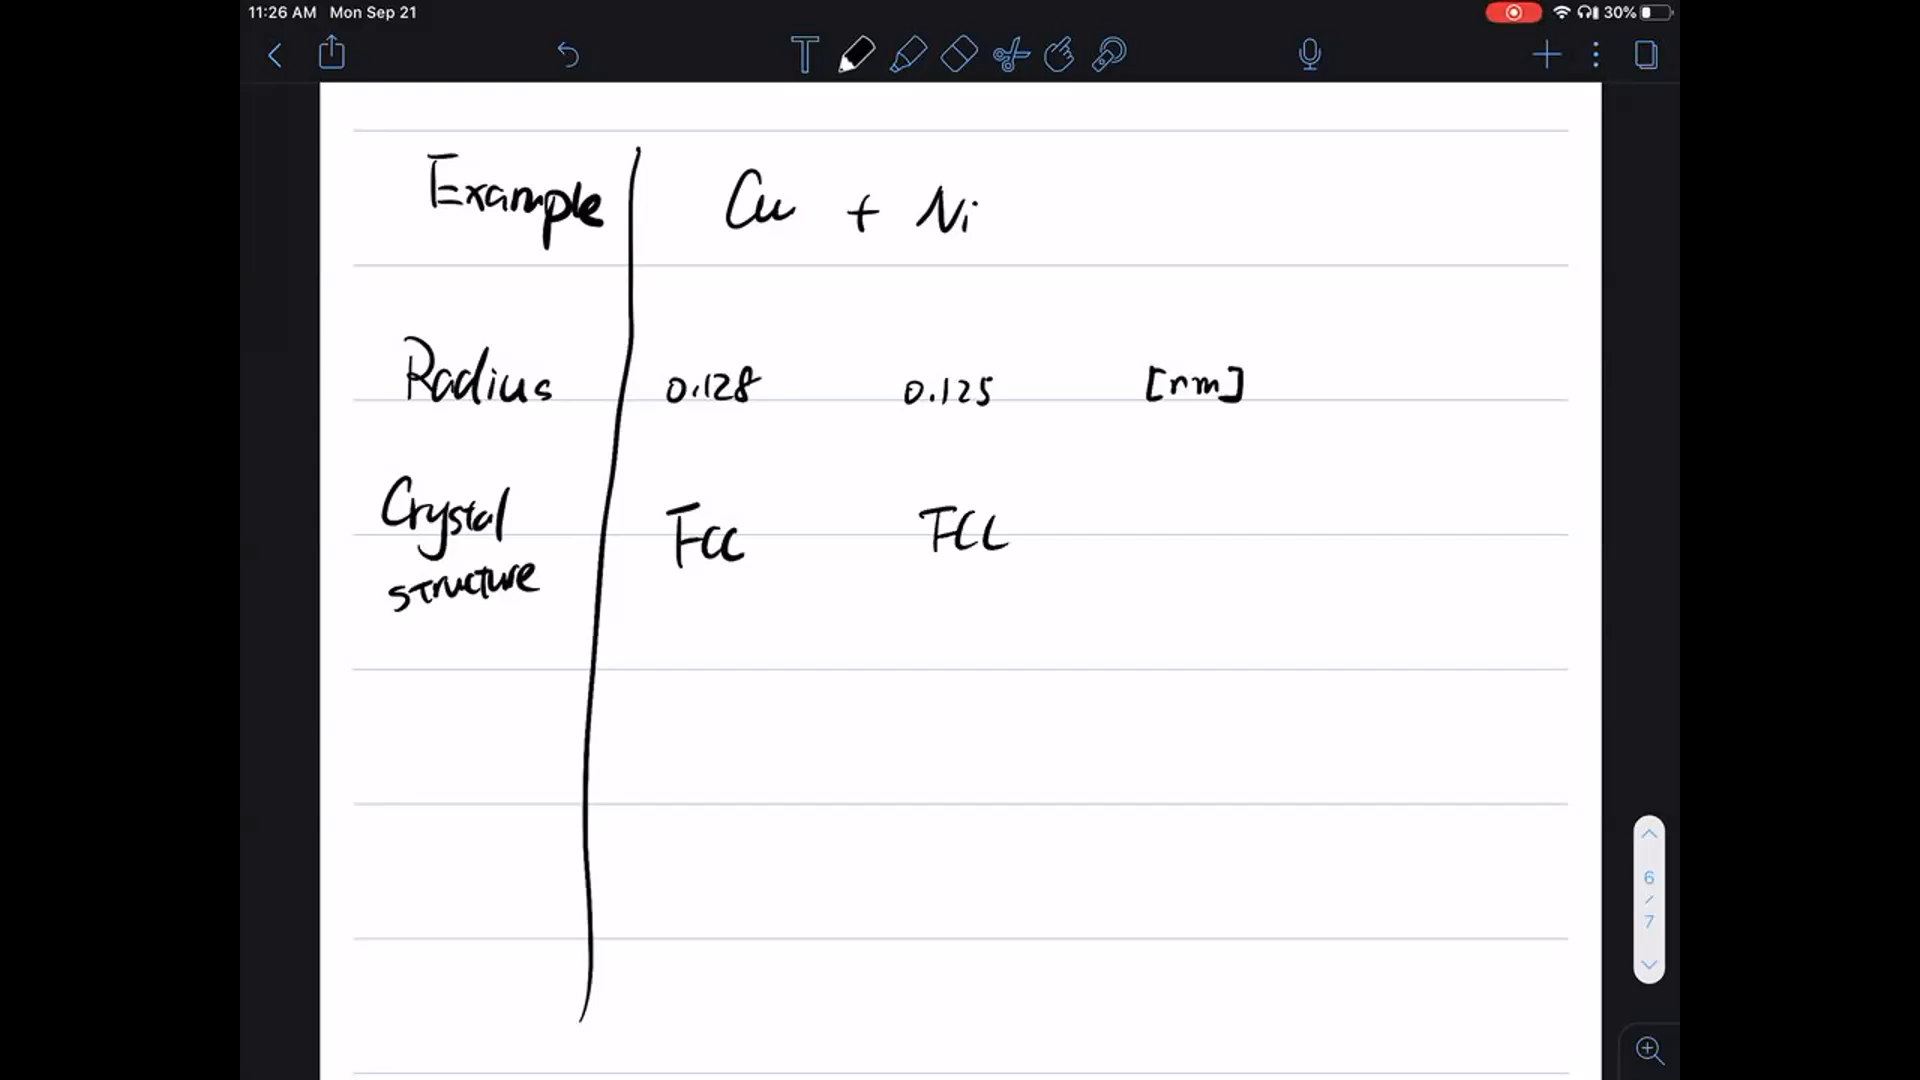 11:26 AM Mon Sep 21
30%
T
Example Cu + Ni
Radius 0.128 0.125 [nm]
Crystal FCC FCC
structure
6
/
7